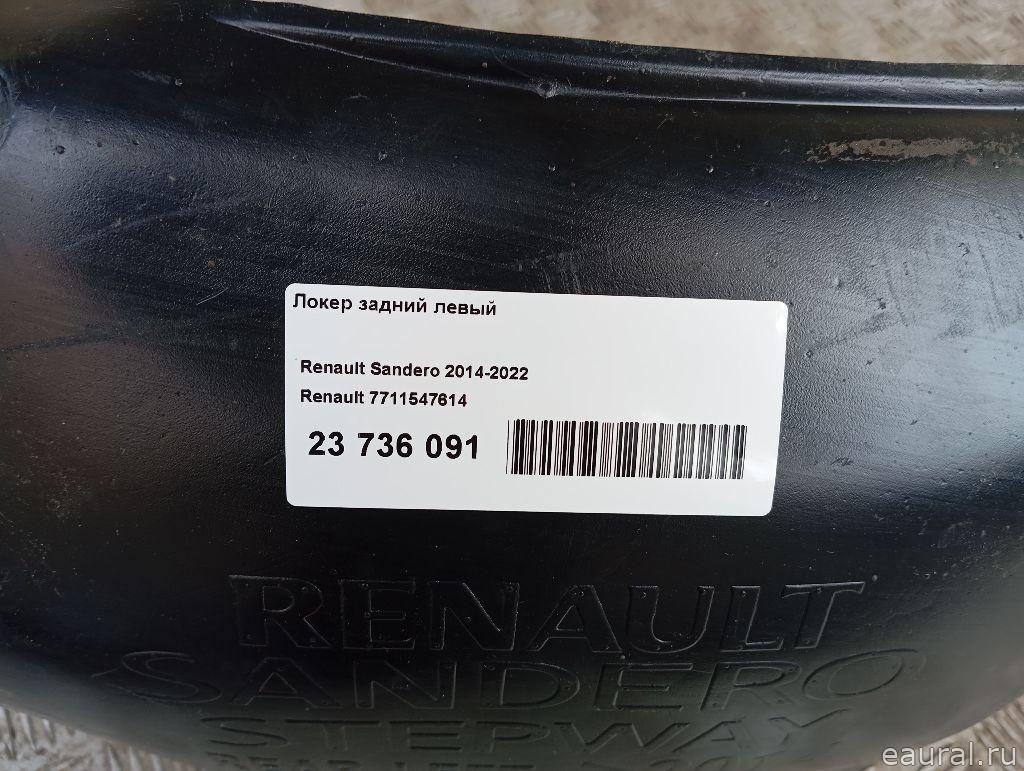 Локер задний левый
Renault Sandero 2014-2022
Renault 7711547614
23 736 091
RENAULT
SANDERO
STEPWAY
eaural.ru